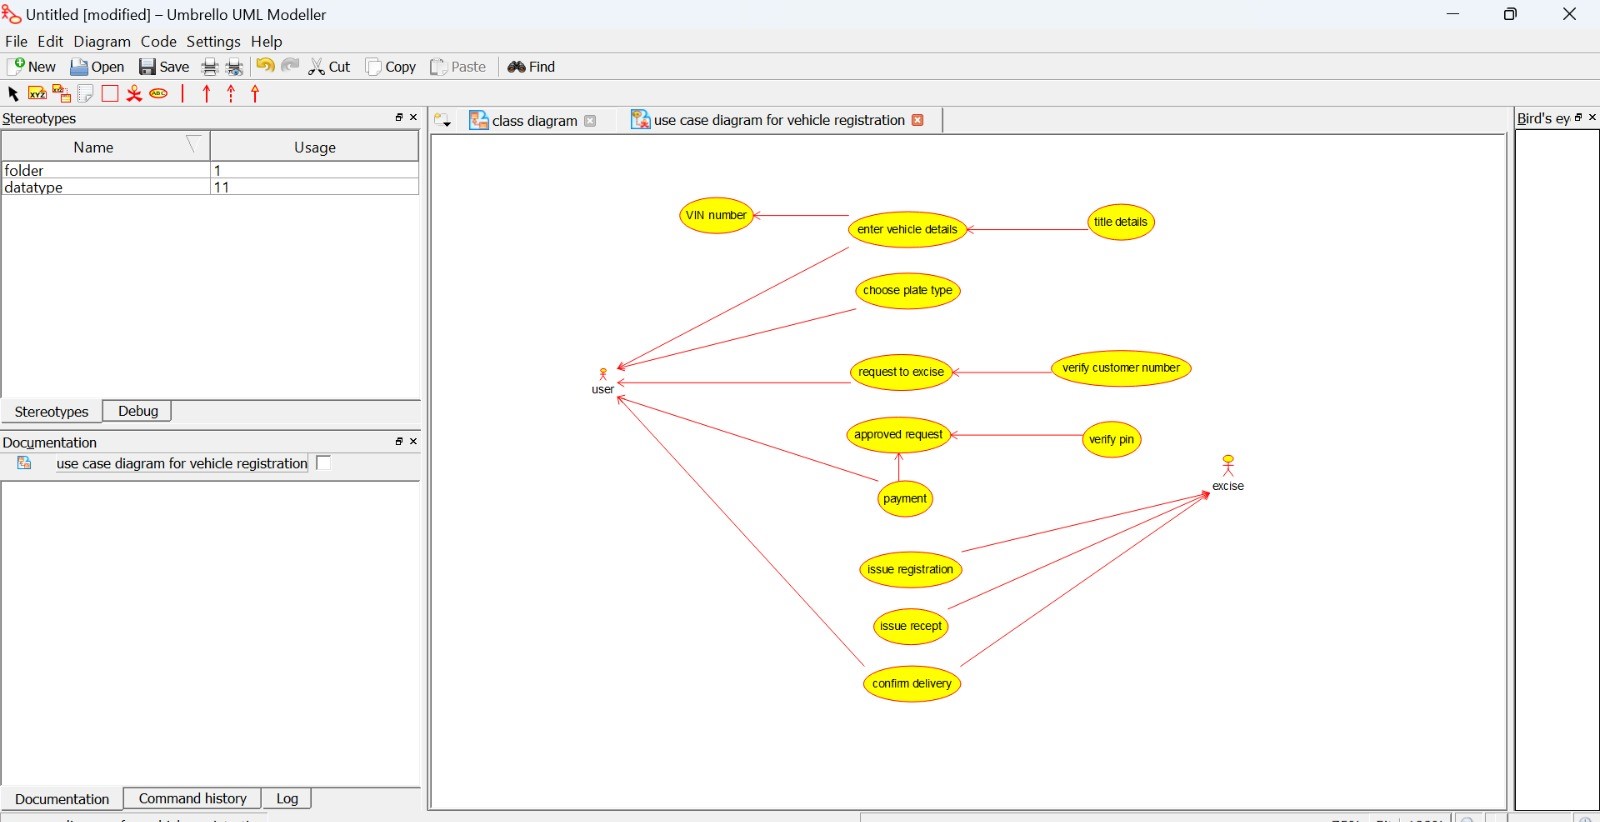 Untitled [modified] – Umbrello UML Modeller
File Edit Diagram Code Settings Help
New Open Save Cut Copy Paste Find
XYZ ABC
Stereotypes
Name Usage
folder 1
datatype 11
Stereotypes Debug
Documentation
use case diagram for vehicle registration
Documentation Command history Log
class diagram use case diagram for vehicle registration
Bird's ey
VIN number
enter vehicle details
title details
choose plate type
user
request to excise
verify customer number
approved request
verify pin
payment
excise
issue registration
issue recept
confirm delivery